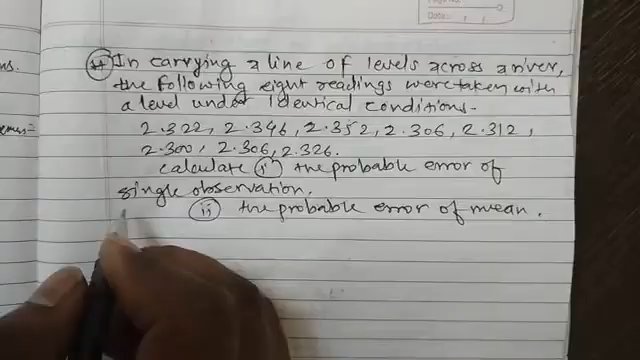 ns.
# In carrying a line of levels across a river,
the following eight readings were taken with
a level under identical conditions-
2.322, 2.346, 2.352, 2.306, 2.312,
2.300, 2.306, 2.326.
calculate (i) the probable error of
single observation.
(ii) the probable error of mean.
Date